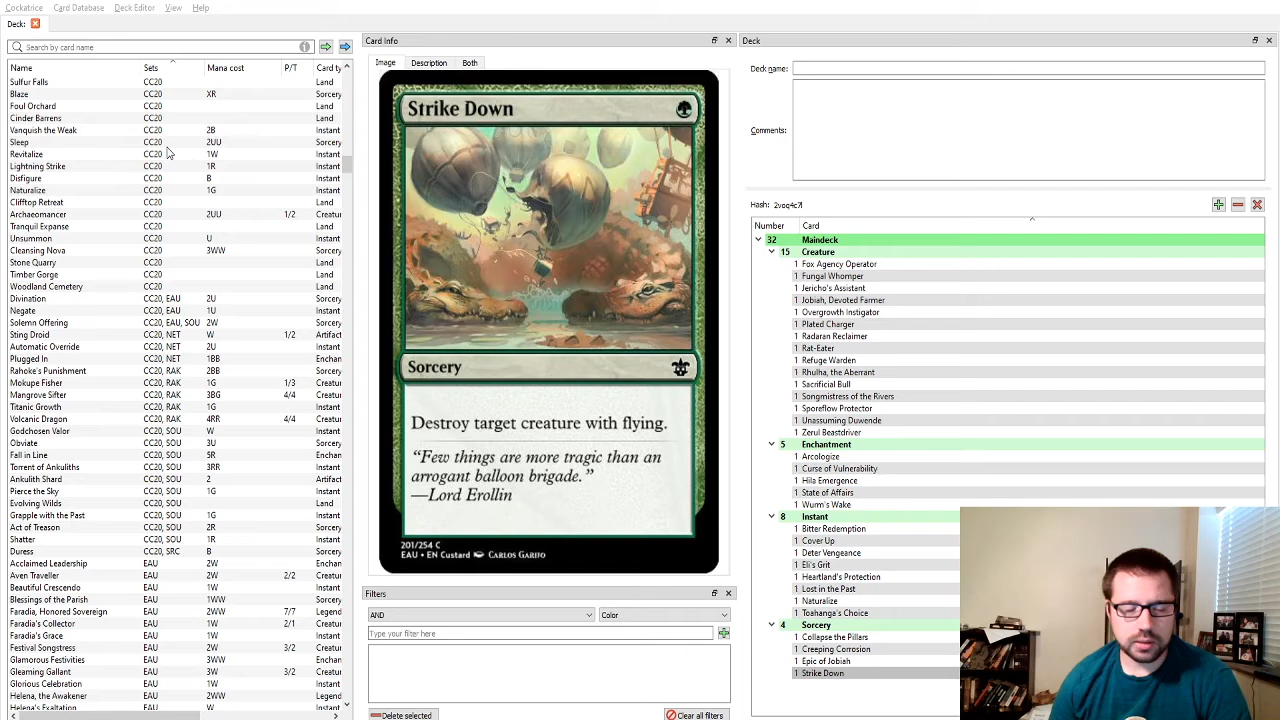 Cockatrice Card Database Deck Editor View Help
Deck:
Search by card name
Name Sets Mana cost P/T Card ty
Sulfur Falls CC20 Land
Blaze CC20 XR Sorcery
Foul Orchard CC20 Land
Cinder Barrens CC20 Land
Vanquish the Weak CC20 2B Instant
Sleep CC20 2UU Sorcery
Revitalize CC20 1W Instant
Lightning Strike CC20 1R Instant
Disfigure CC20 B Instant
Naturalize CC20 1G Instant
Clifftop Retreat CC20 Land
Archaeomancer CC20 2UU 1/2 Creatur
Tranquil Expanse CC20 Land
Unsummon CC20 U Instant
Cleansing Nova CC20 3WW Sorcery
Stone Quarry CC20 Land
Timber Gorge CC20 Land
Woodland Cemetery CC20 Land
Divination CC20, EAU 2U Sorcery
Negate CC20, EAU 1U Instant
Solemn Offering CC20, EAU, SOU 2W Sorcery
Sting Droid CC20, NET W 1/2 Artifact
Automatic Override CC20, NET 2U Instant
Plugged In CC20, NET 1BB Enchan
Rahoke's Punishment CC20, RAK 2BB Enchan
Mokupe Fisher CC20, RAK 1G 1/3 Creatur
Mangrove Sifter CC20, RAK 3BG 4/4 Creatur
Titanic Growth CC20, RAK 1G Instant
Volcanic Dragon CC20, RAK 4RR 4/4 Creatur
Godchosen Valor CC20, SOU W Instant
Obviate CC20, SOU 3U Instant
Fall in Line CC20, SOU 5R Instant
Torrent of Ankuliths CC20, SOU 3RR Instant
Ankulith Shard CC20, SOU 2 Artifact
Pierce the Sky CC20, SOU 1G Instant
Evolving Wilds CC20, SOU Land
Grapple with the Past CC20, SOU 1G Instant
Act of Treason CC20, SOU 2R Sorcery
Shatter CC20, SOU 1R Instant
Duress CC20, SRC B Sorcery
Acclaimed Leadership EAU 2W Enchan
Aven Traveller EAU 2W 2/2 Creatur
Beautiful Crescendo EAU 1W Instant
Blessings of the Parish EAU 1WW Enchan
Faradia, Honored Sovereign EAU 2WW 7/7 Legend
Faradia's Collector EAU 1W 2/1 Creatur
Faradia's Grace EAU 1W Instant
Festival Songstress EAU 2W 3/2 Creatur
Glamorous Festivities EAU 3WW Enchan
Gleaming Gallant EAU 3W 3/2 Creatur
Glorious Celebration EAU 1W Instant
Helena, the Awakener EAU 2WW Legend
Helena's Exaltation EAU 2W Instant
Card Info
Image Description Both
Strike Down
Sorcery
Destroy target creature with flying.
“Few things are more tragic than an
arrogant balloon brigade.”
—Lord Erollin
201/254 C
EAU • EN Custard CARLOS GARIJO
Filters
AND Color
Type your filter here
Delete selected Clear all filters
Deck
Deck name:
Comments:
Hash: 2voq4c7l
Number Card
32 Maindeck
15 Creature
1 Fox Agency Operator
1 Fungal Whomper
1 Jericho's Assistant
1 Jobiah, Devoted Farmer
1 Overgrowth Instigator
1 Plated Charger
1 Radaran Reclaimer
1 Rat-Eater
1 Refuge Warden
1 Rhulha, the Aberrant
1 Sacrificial Bull
1 Songmistress of the Rivers
1 Sporeflow Protector
1 Unassuming Duwende
1 Zerul Beastdriver
5 Enchantment
1 Arcologize
1 Curse of Vulnerability
1 Hila Emergence
1 State of Affairs
1 Wurm's Wake
8 Instant
1 Bitter Redemption
1 Cover Up
1 Deter Vengeance
1 Eli's Grit
1 Heartland's Protection
1 Lost in the Past
1 Naturalize
1 Toahanga's Choice
4 Sorcery
1 Collapse the Pillars
1 Creeping Corrosion
1 Epic of Jobiah
1 Strike Down